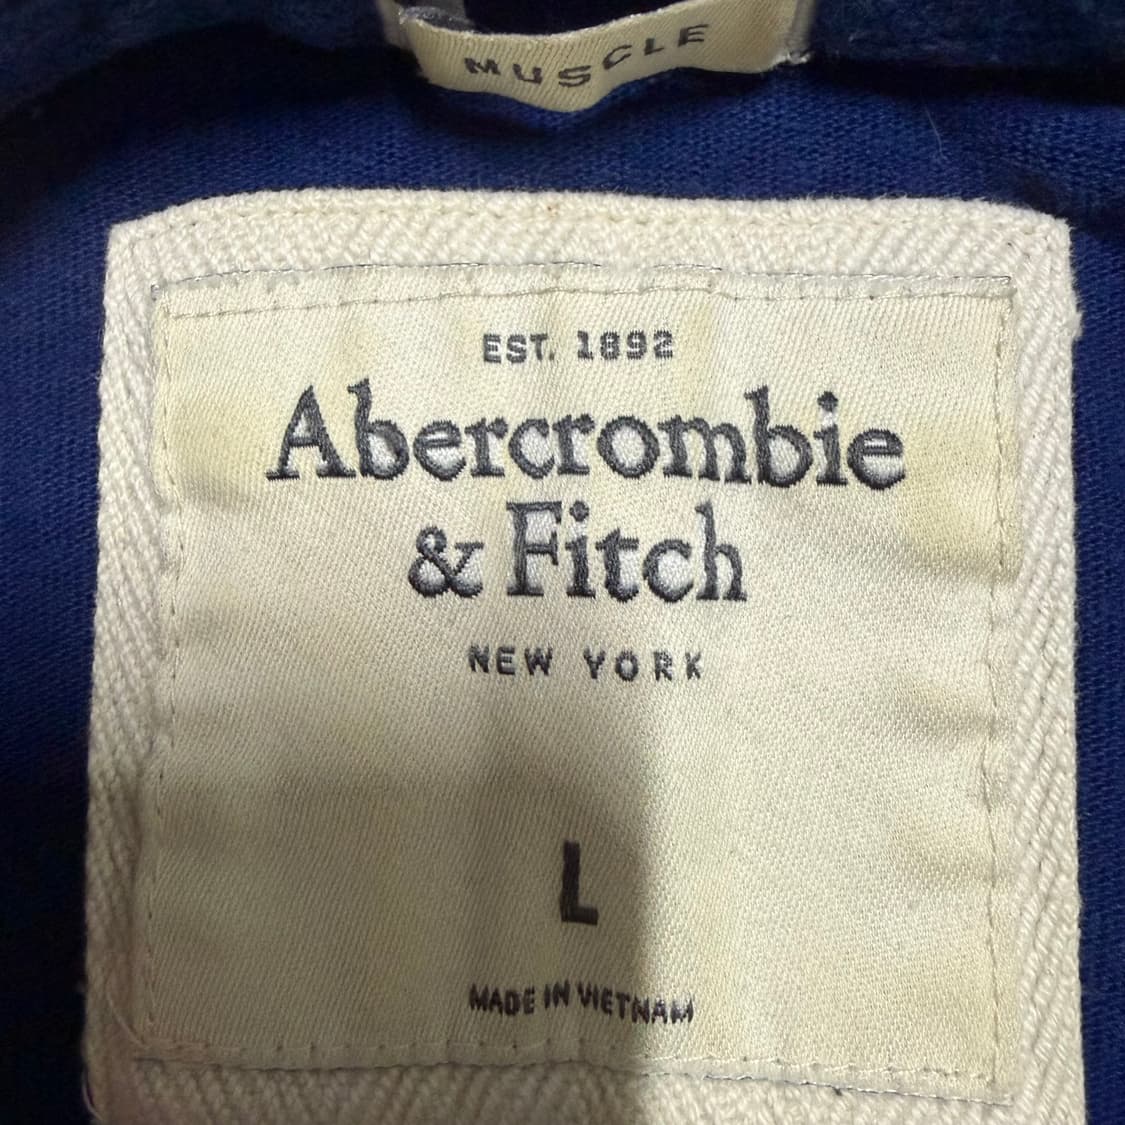 MUSCLE
EST. 1892
Abercrombie
& Fitch
NEW YORK
L
MADE IN VIETNAM